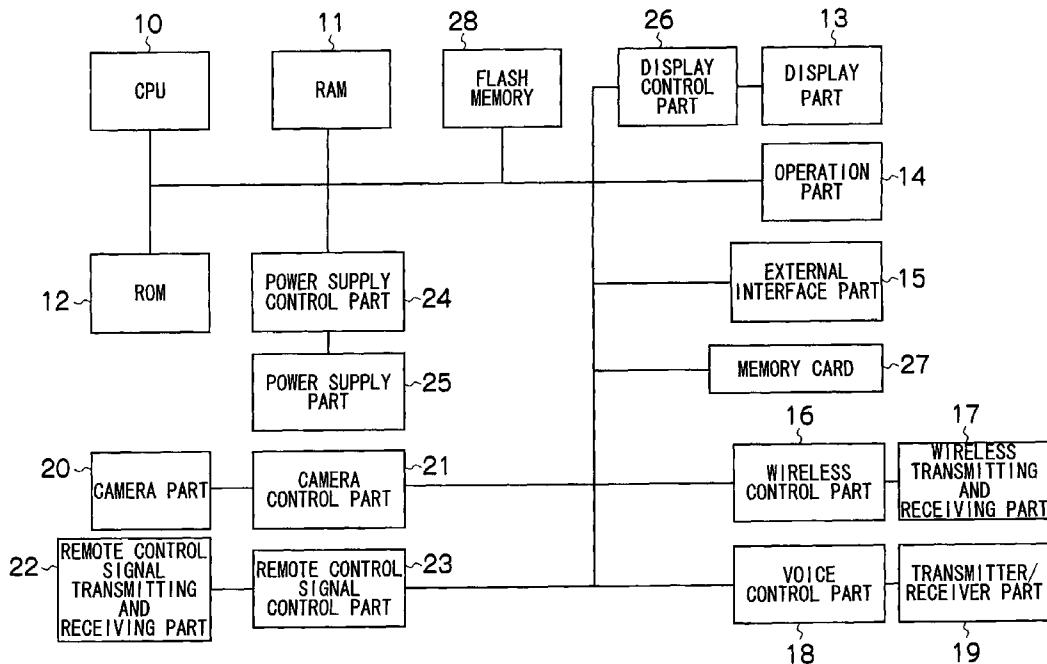 10
11
28
26
13
CPU
RAM
FLASH
MEMORY
DISPLAY
CONTROL
PART
DISPLAY
PART
OPERATION
PART
14
ROM
12
POWER SUPPLY
CONTROL PART
24
EXTERNAL
INTERFACE PART
15
POWER SUPPLY
PART
25
MEMORY CARD
27
20
CAMERA PART
CAMERA
CONTROL PART
21
16
WIRELESS
CONTROL PART
17
WIRELESS
TRANSMITTING
AND
RECEIVING PART
22
REMOTE CONTROL
SIGNAL
TRANSMITTING
AND
RECEIVING PART
REMOTE CONTROL
SIGNAL
CONTROL PART
23
VOICE
CONTROL PART
18
TRANSMITTER/
RECEIVER PART
19